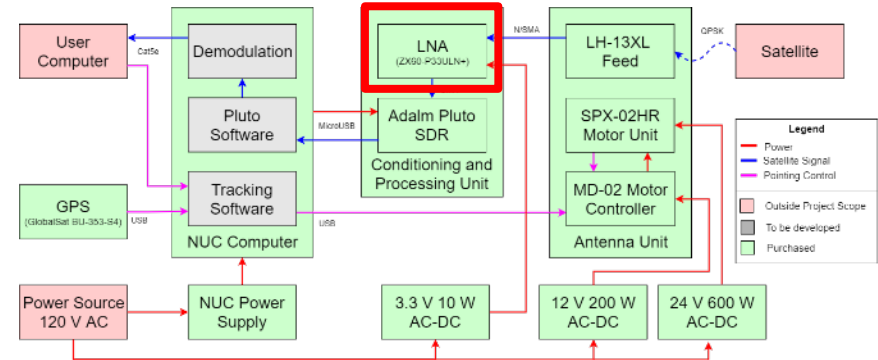 User
Computer
Cat5e
Demodulation
Pluto
Software
MicroUSB
Tracking
Software
NUC Computer
GPS
(GlobalSat BU-353-S4)
USB
USB
LNA
(ZX60-P33ULN+)
Adalm Pluto
SDR
Conditioning and
Processing Unit
N/SMA
LH-13XL
Feed
SPX-02HR
Motor Unit
MD-02 Motor
Controller
Antenna Unit
QPSK
Satellite
Legend
Power
Satellite Signal
Pointing Control
Outside Project Scope
To be developed
Purchased
Power Source
120 V AC
NUC Power
Supply
3.3 V 10 W
AC-DC
12 V 200 W
AC-DC
24 V 600 W
AC-DC